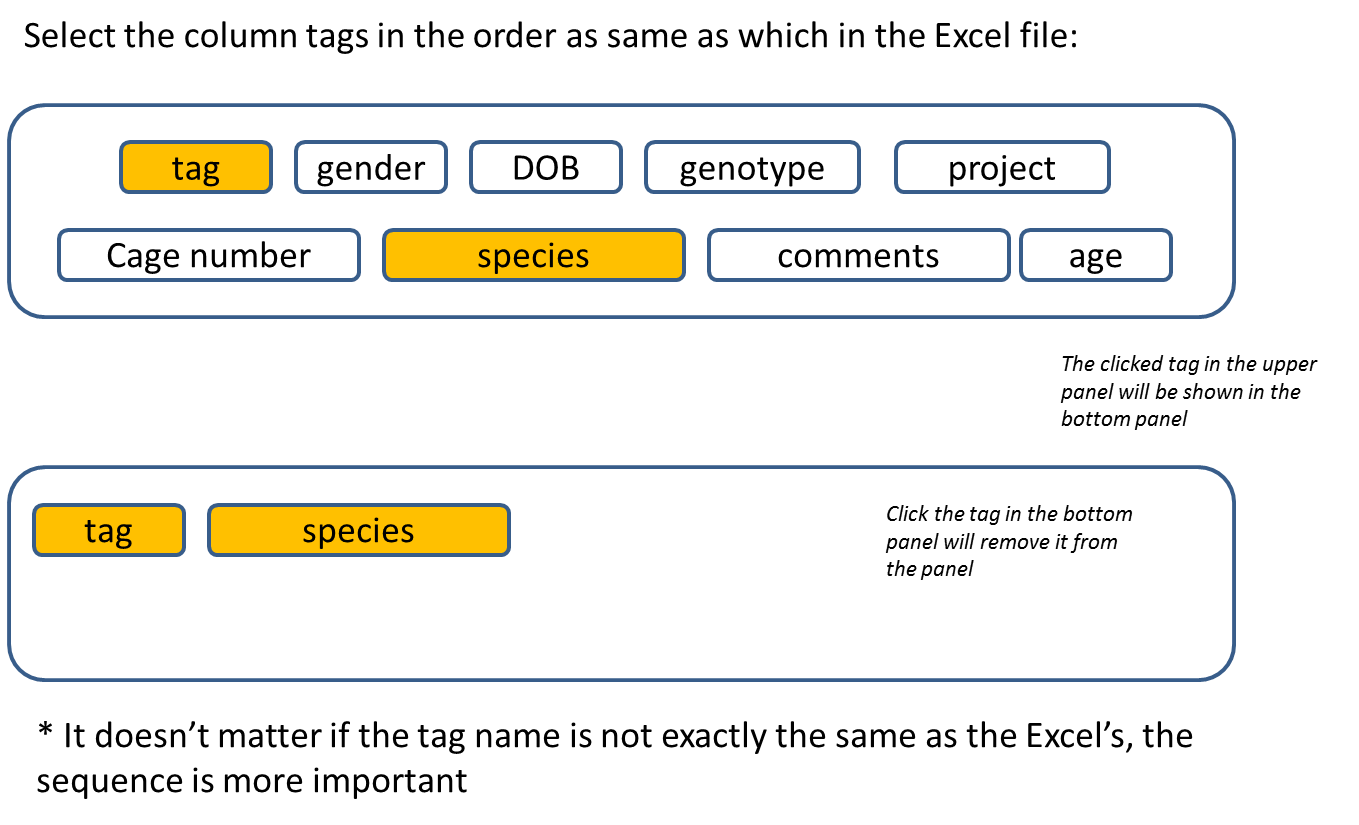 Select the column tags in the order as same as which in the Excel file:
tag gender DOB genotype project
Cage number species comments age
The clicked tag in the upper
panel will be shown in the
bottom panel
tag species
Click the tag in the bottom
panel will remove it from
the panel
* It doesn’t matter if the tag name is not exactly the same as the Excel’s, the
sequence is more important